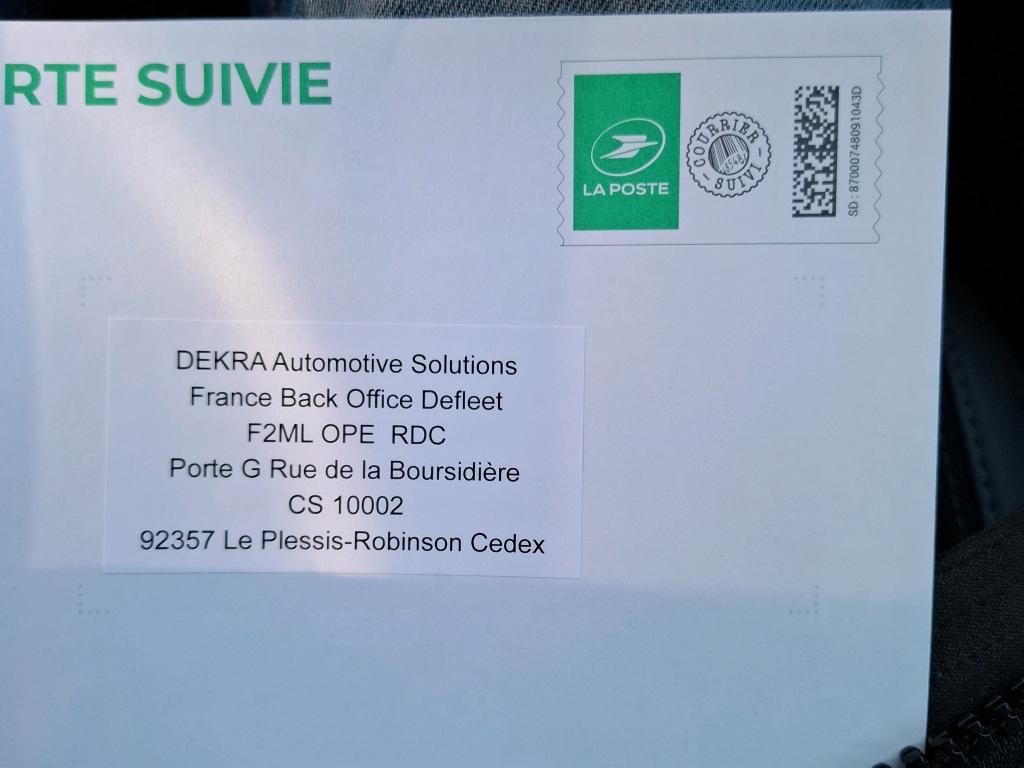 RTE SUIVIE
LA POSTE
COURRIER
SUIVI
SD : 87000748091043D
DEKRA Automotive Solutions
France Back Office Defleet
F2ML OPE RDC
Porte G Rue de la Boursidière
CS 10002
92357 Le Plessis-Robinson Cedex